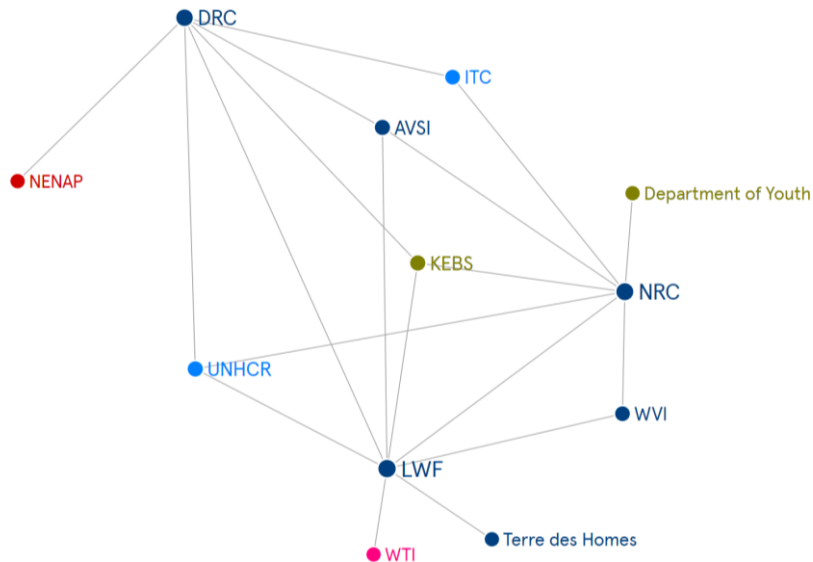 DRC
ITC
AVSI
NENAP
Department of Youth
KEBS
NRC
UNHCR
WVI
LWF
Terre des Homes
WTI